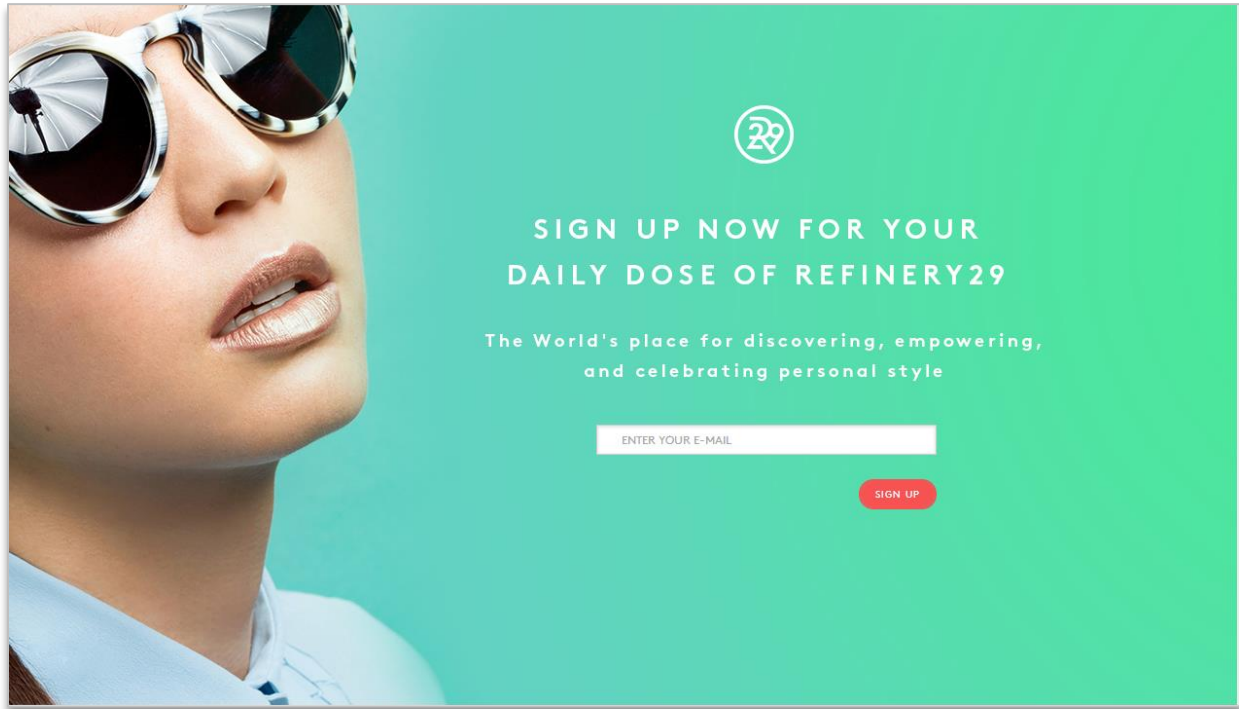 R29
SIGN UP NOW FOR YOUR
DAILY DOSE OF REFINERY29
The World's place for discovering, empowering,
and celebrating personal style
ENTER YOUR E-MAIL
SIGN UP